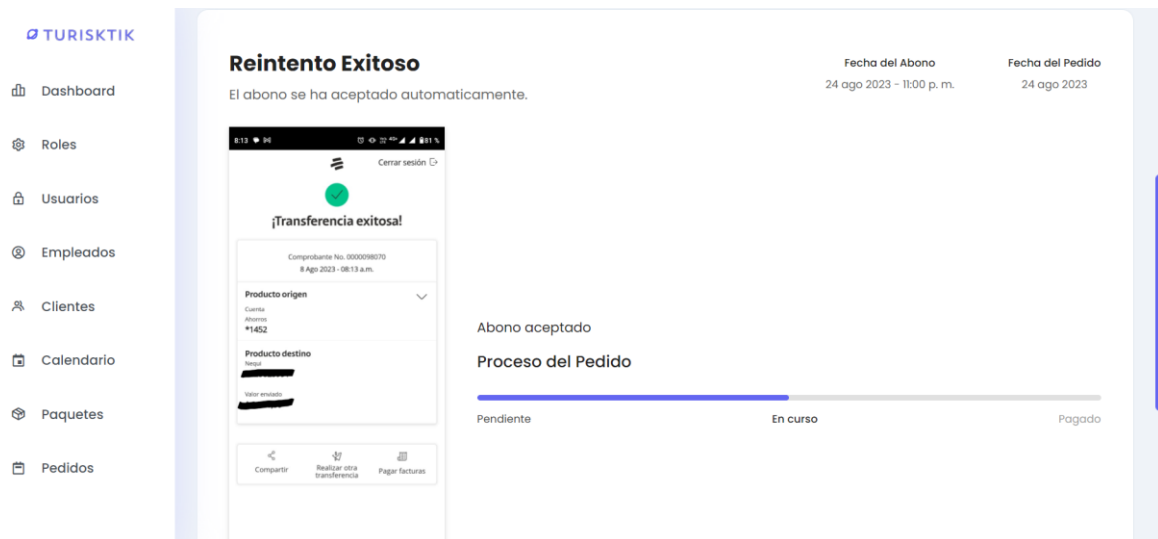 TURISKTIK
Dashboard
Roles
Usuarios
Empleados
Clientes
Calendario
Paquetes
Pedidos
Reintento Exitoso
El abono se ha aceptado automaticamente.
Fecha del Abono
24 ago 2023 - 11:00 p. m.
Fecha del Pedido
24 ago 2023
8:13
81 %
Cerrar sesión
¡Transferencia exitosa!
Comprobante No. 0000098070
8 Ago 2023 - 08:13 a.m.
Producto origen
Cuenta
Ahorros
*1452
Producto destino
Nequi
Valor enviado
Compartir
Realizar otra
transferencia
Pagar facturas
Abono aceptado
Proceso del Pedido
Pendiente
En curso
Pagado